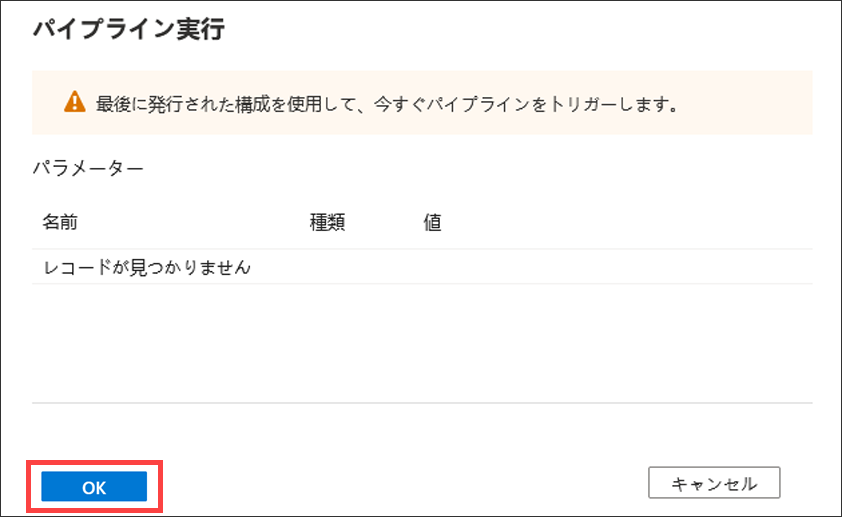 パイプライン実行
最後に発行された構成を使用して、今すぐパイプラインをトリガーします。
パラメーター
名前 種類 値
レコードが見つかりません
OK キャンセル